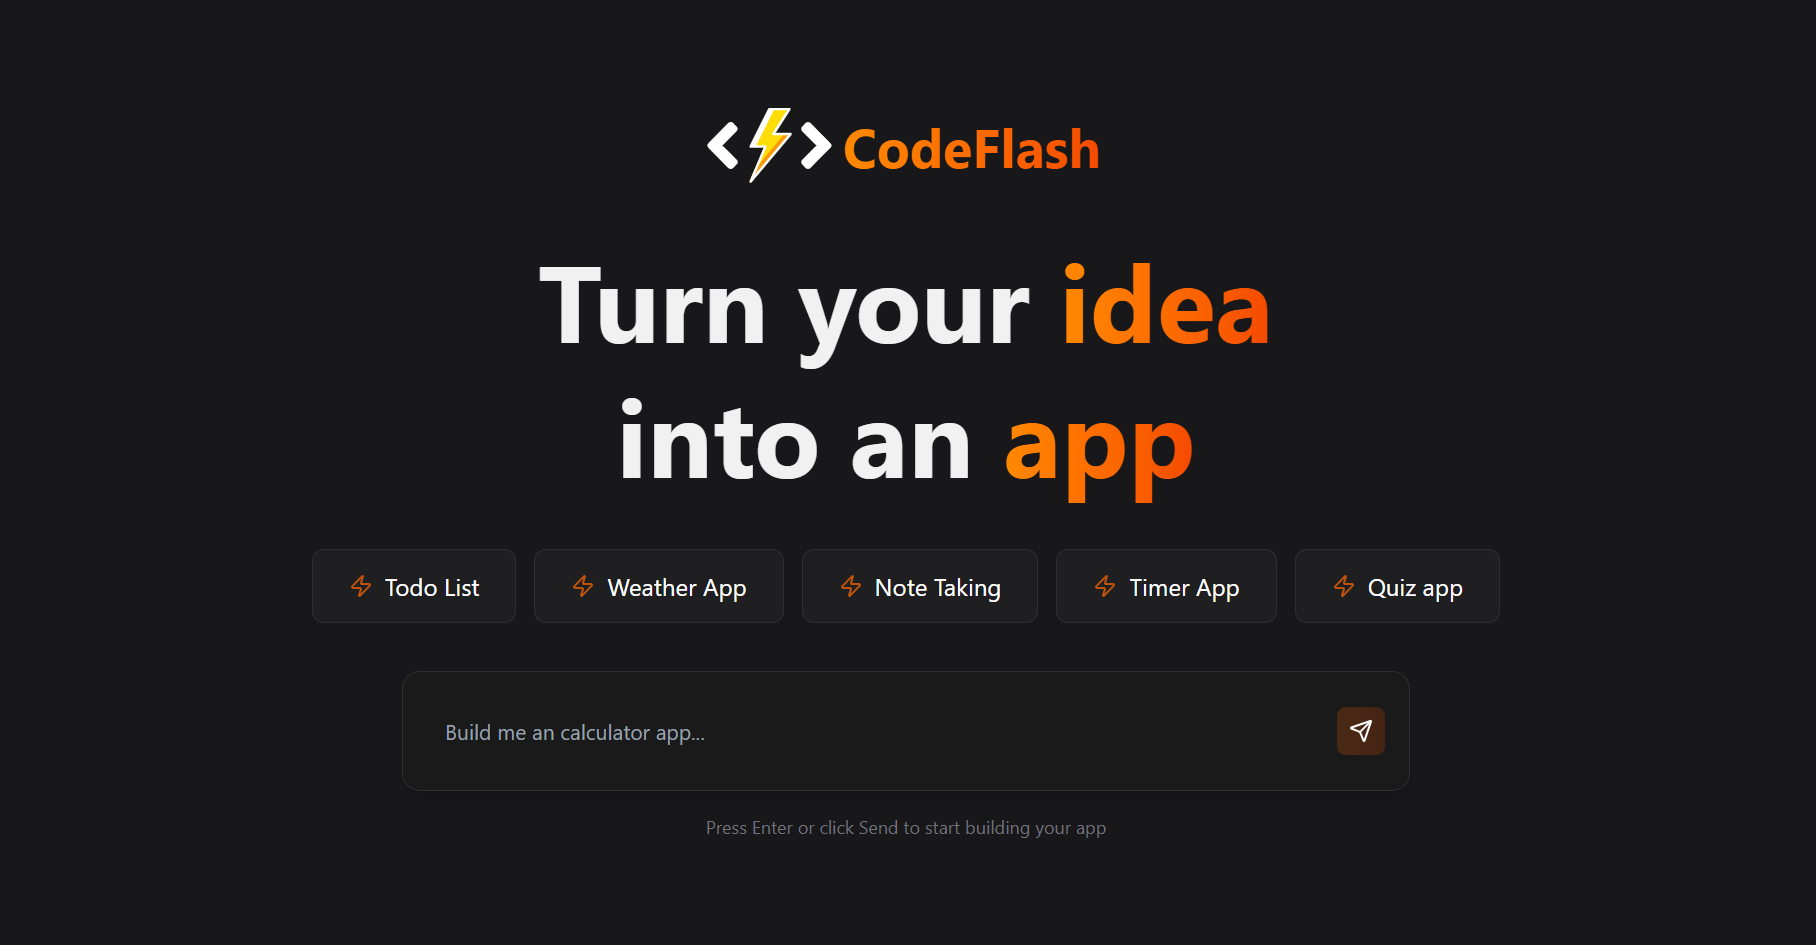 CodeFlash
Turn your idea
into an app
Todo List
Weather App
Note Taking
Timer App
Quiz app
Build me an calculator app...
Press Enter or click Send to start building your app